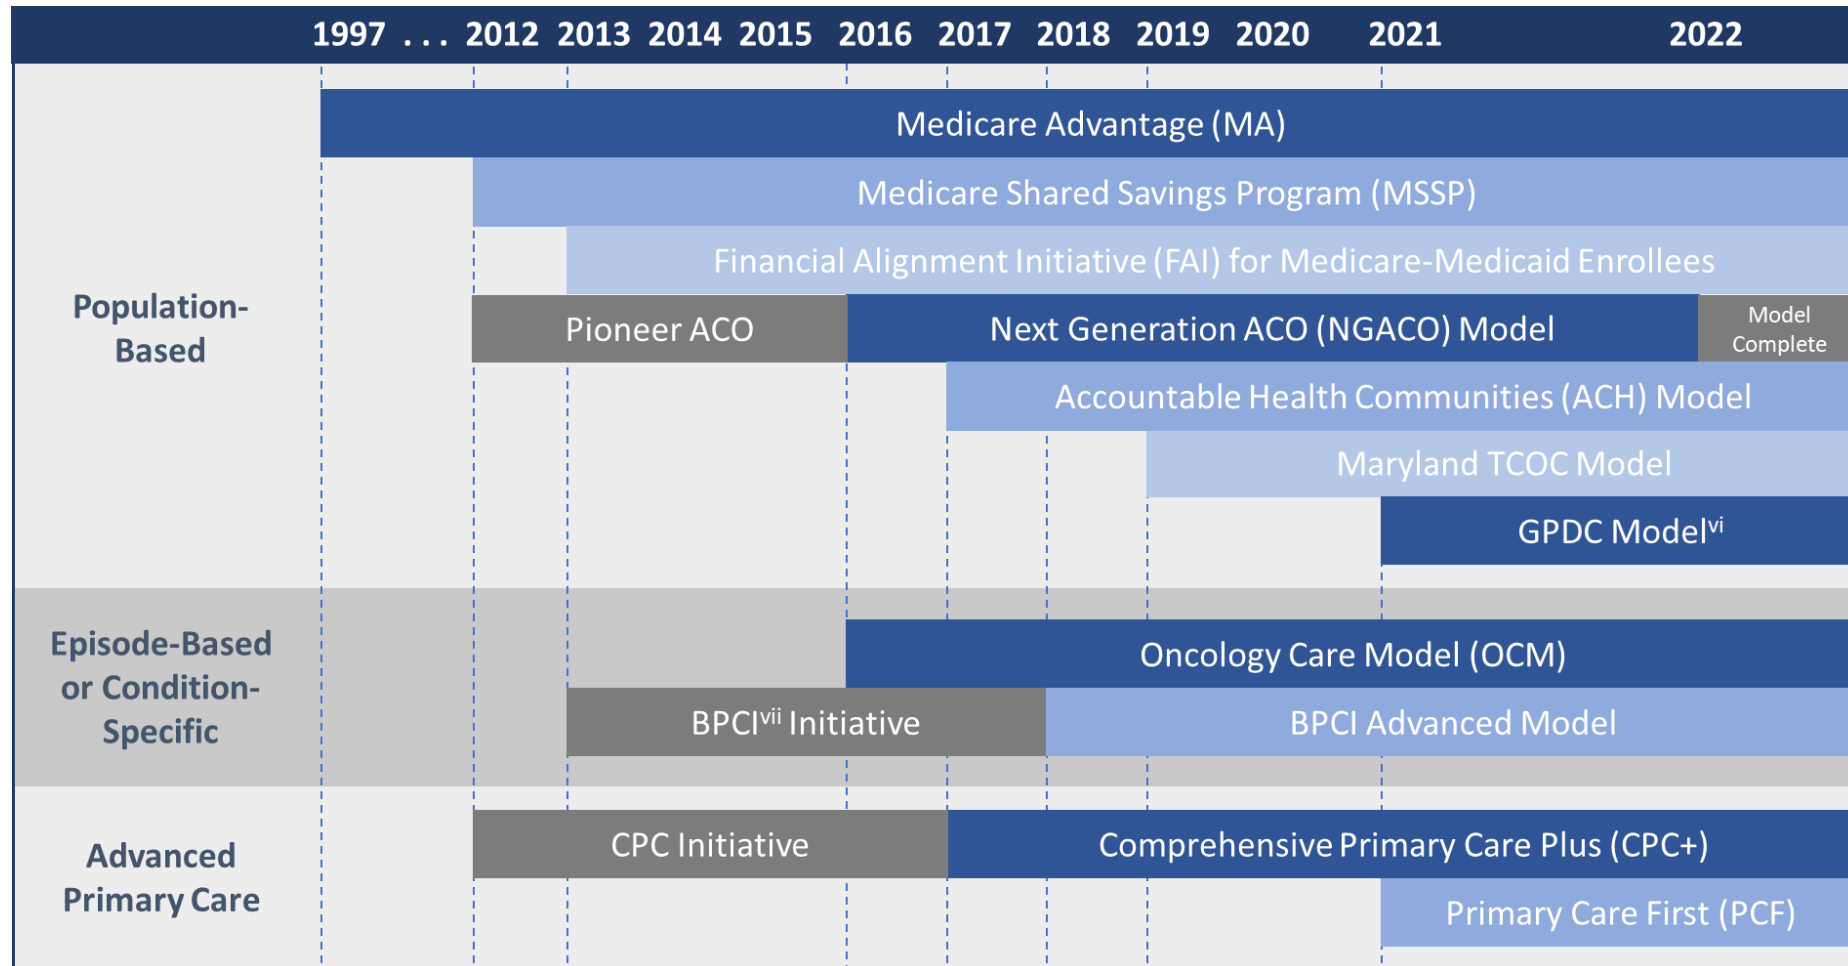 1997 . . . 2012 2013 2014 2015 2016 2017 2018 2019 2020 2021 2022
Population-
Based
Medicare Advantage (MA)
Medicare Shared Savings Program (MSSP)
Financial Alignment Initiative (FAI) for Medicare-Medicaid Enrollees
Pioneer ACO
Next Generation ACO (NGACO) Model
Model
Complete
Accountable Health Communities (ACH) Model
Maryland TCOC Model
GPDC Modelvi
Episode-Based
or Condition-
Specific
Oncology Care Model (OCM)
BPCIvii Initiative
BPCI Advanced Model
Advanced
Primary Care
CPC Initiative
Comprehensive Primary Care Plus (CPC+)
Primary Care First (PCF)